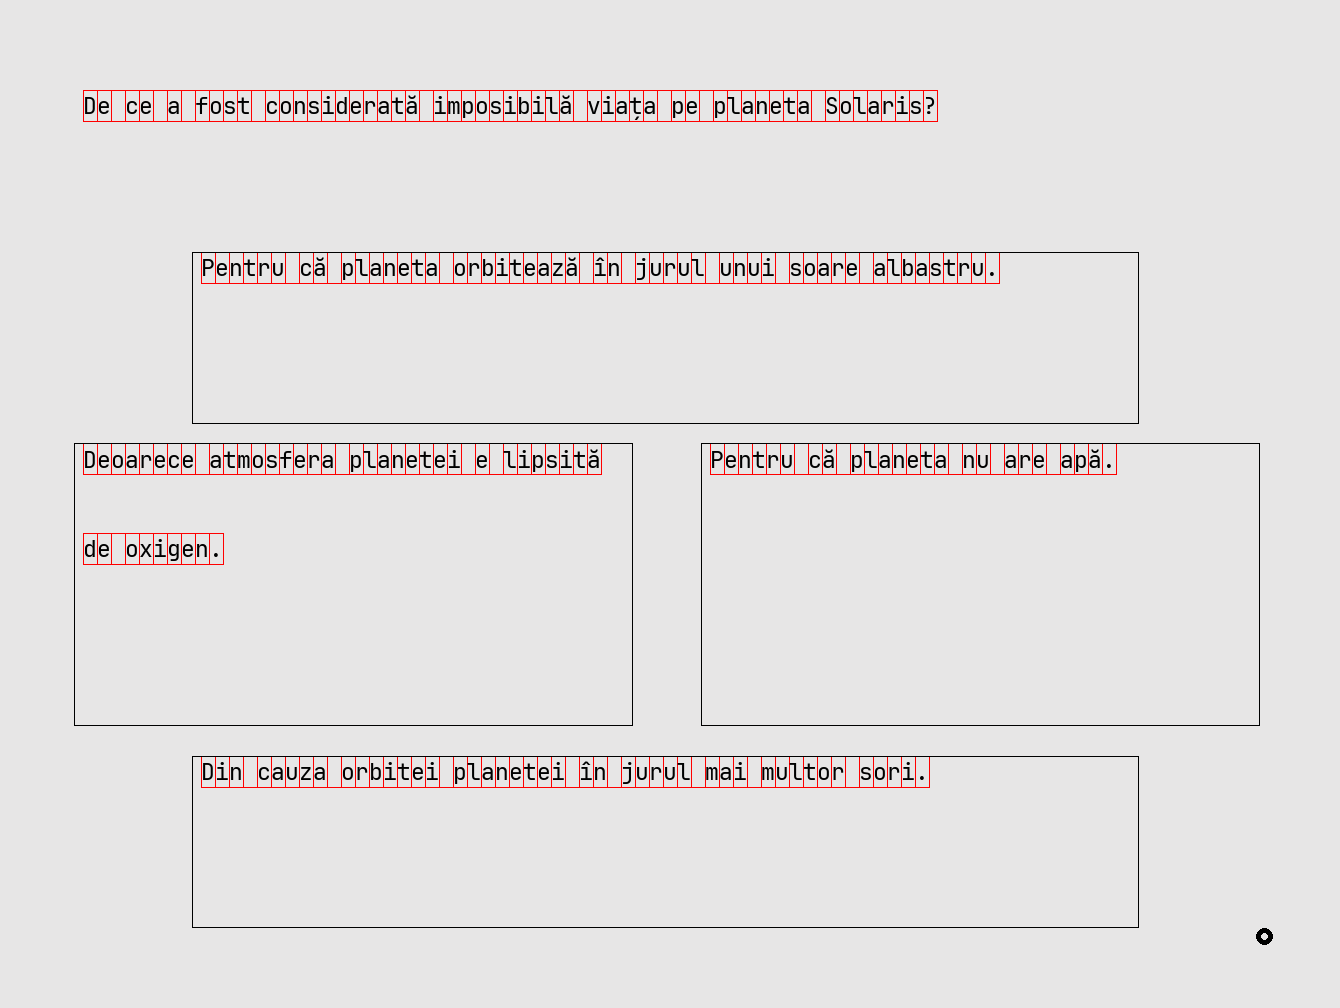 De ce a fost considerată imposibilă viața pe planeta Solaris?
Pentru că planeta orbitează în jurul unui soare albastru.
Deoarece atmosfera planetei e lipsită
de oxigen.
Pentru că planeta nu are apă.
Din cauza orbitei planetei în jurul mai multor sori.